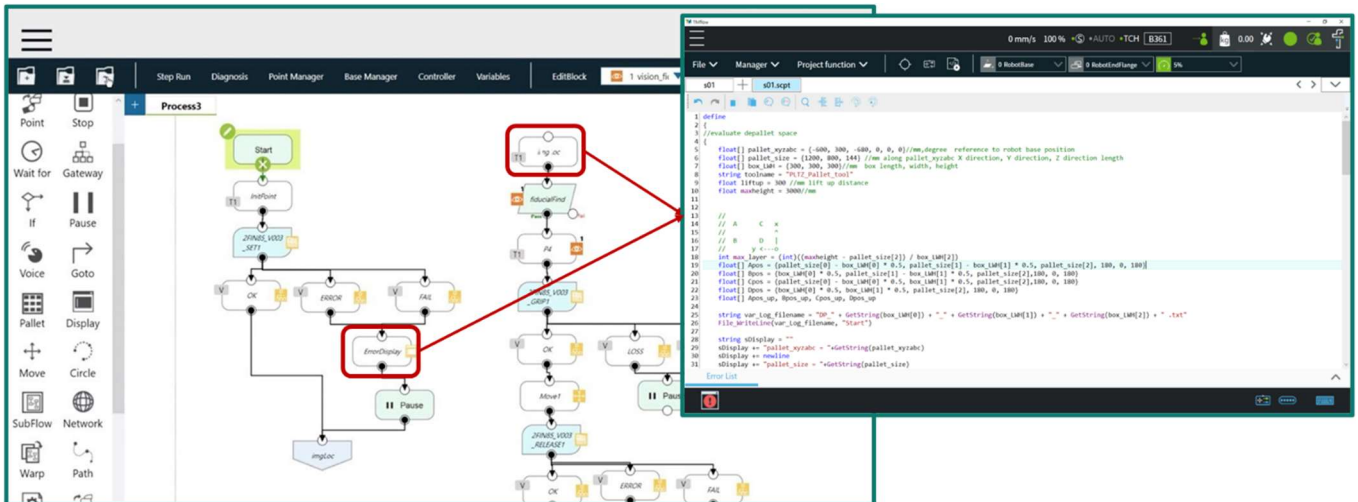 Step Run Diagnosis Point Manager Base Manager Controller Variables EditBlock 1 vision_fi
+ Process3
Point
Stop
Wait for
Gateway
If
Pause
Voice
Goto
Pallet
Display
Move
Circle
SubFlow
Network
Warp
Path
Start
T1
InitPoint
2FIN85_V003
_SET1
V
OK
V
ERROR
V
FAIL
ErrorDisplay
Pause
imgLoc
T1
fiducialFind
T1
P4
1
2FIN85_V003
_GRIP1
V
OK
V
LOSS
Move1
Paus
2FIN85_V003
_RELEASE1
V
OK
V
ERROR
V
FAIL
TMflow
0 mm/s 100% AUTO TCH B361 0.00
File Manager Project function 0 RobotBase 0 RobotEndFlange 5%
s01 + s01.scpt
1 define
2 {
3 //evaluate depallet space
4 {
5 float[] pallet_xyzabc = {-600, 300, -680, 0, 0, 0}//mm,degree reference to robot base position
6 float[] pallet_size = {1200, 800, 144} //mm along pallet_xyzabc X direction, Y direction, Z direction length
7 float[] box_LWH = {300, 300, 300}//mm box length, width, height
8 string toolname = "PLTZ_Pallet_tool"
9 float liftup = 300 //mm lift up distance
10 float maxheight = 3000//mm
11
12
13 //
14 // A C x
15 // ^
16 // B D |
17 // y <---o
18 int max_layer = (int)((maxheight - pallet_size[2]) / box_LWH[2])
19 float[] Apos = {pallet_size[0] - box_LWH[0] * 0.5, pallet_size[1] - box_LWH[1] * 0.5, pallet_size[2], 180, 0, 180}
20 float[] Bpos = {box_LWH[0] * 0.5, pallet_size[1] - box_LWH[1] * 0.5, pallet_size[2],180, 0, 180}
21 float[] Cpos = {pallet_size[0] - box_LWH[0] * 0.5, box_LWH[1] * 0.5, pallet_size[2],180, 0, 180}
22 float[] Dpos = {box_LWH[0] * 0.5, box_LWH[1] * 0.5, pallet_size[2], 180, 0, 180}
23 float[] Apos_up, Bpos_up, Cpos_up, Dpos_up
24
25 string var_Log_filename = "DP_" + GetString(box_LWH[0]) + "_" + GetString(box_LWH[1]) + "_" + GetString(box_LWH[2]) + " .txt"
26 File_WriteLine(var_Log_filename, "Start")
27
28 string sDisplay = ""
29 sDisplay += "pallet_xyzabc = "+GetString(pallet_xyzabc)
30 sDisplay += newline
31 sDisplay += "pallet_size = "+GetString(pallet_size)
Error List